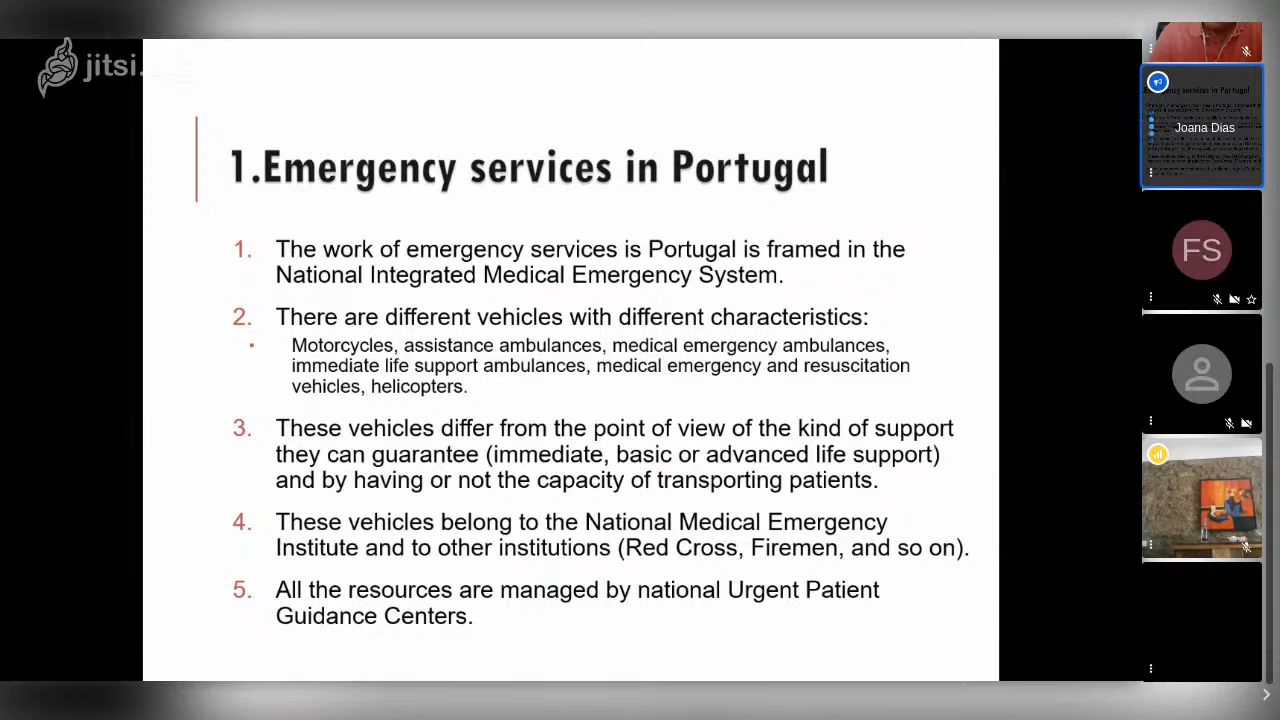 jitsi.
1.Emergency services in Portugal
1. The work of emergency services is Portugal is framed in the
National Integrated Medical Emergency System.
2. There are different vehicles with different characteristics:
▪ Motorcycles, assistance ambulances, medical emergency ambulances,
immediate life support ambulances, medical emergency and resuscitation
vehicles, helicopters.
3. These vehicles differ from the point of view of the kind of support
they can guarantee (immediate, basic or advanced life support)
and by having or not the capacity of transporting patients.
4. These vehicles belong to the National Medical Emergency
Institute and to other institutions (Red Cross, Firemen, and so on).
5. All the resources are managed by national Urgent Patient
Guidance Centers.
Joana Dias
FS